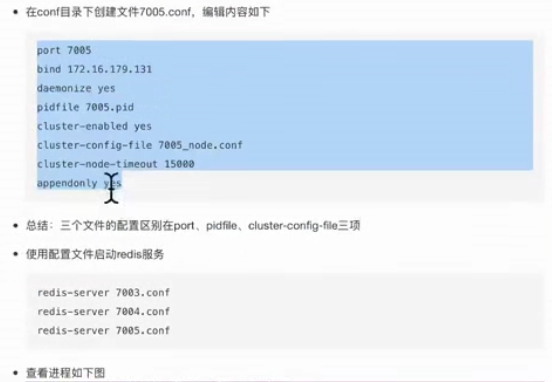 在conf目录下创建文件7005.conf，编辑内容如下
port 7005
bind 172.16.179.131
daemonize yes
pidfile 7005.pid
cluster-enabled yes
cluster-config-file 7005_node.conf
cluster-node-timeout 15000
appendonly yes
总结：三个文件的配置区别在port、pidfile、cluster-config-file三项
使用配置文件启动redis服务
redis-server 7003.conf
redis-server 7004.conf
redis-server 7005.conf
查看进程如下图